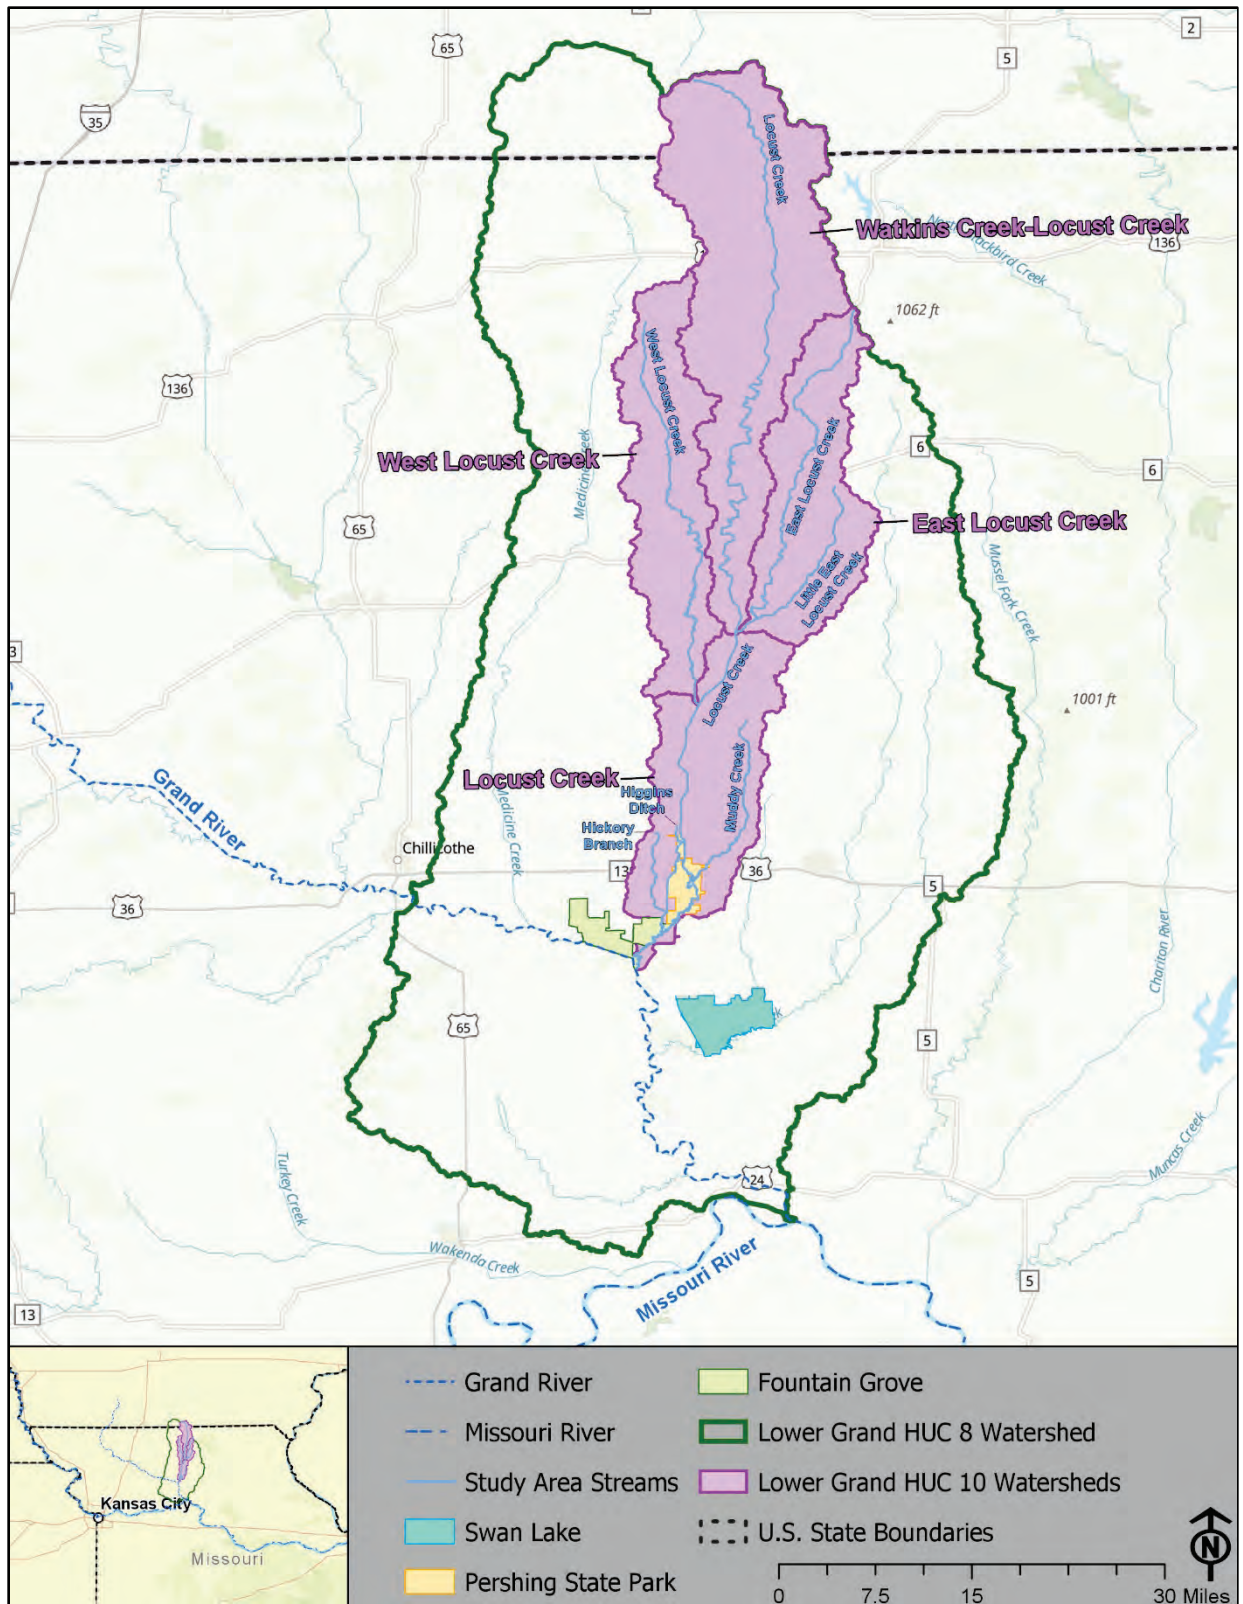 2
65
5
35
Locust Creek
Watkins Creek-Locust Creek
136
Creek
1062 ft
West Locust Creek
136
Medicine Creek
East Locust Creek
6
6
West Locust Creek
65
East Locust Creek
Little East
Locust Creek
Mussel Fork Creek
3
Locust Creek
1001 ft
Grand River
Locust Creek
Higgins
Ditch
Muddy Creek
Medicine Creek
Hickory
Branch
Chillicothe
13
36
5
36
Chariton River
65
5
Turkey Creek
24
Muncas Creek
Wakenda Creek
Missouri River
5
13
Kansas City
Missouri
Grand River
Missouri River
Study Area Streams
Swan Lake
Pershing State Park
Fountain Grove
Lower Grand HUC 8 Watershed
Lower Grand HUC 10 Watersheds
U.S. State Boundaries
N
0 7.5 15 30 Miles